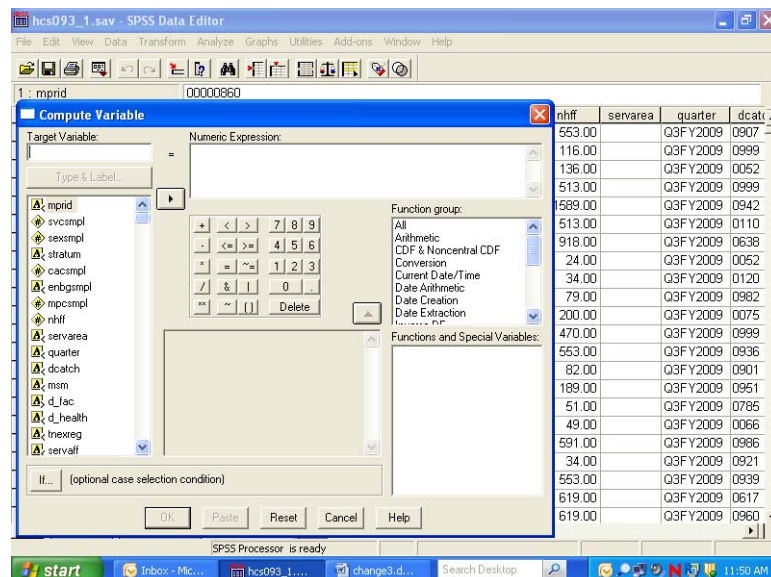 hcs093_1.sav - SPSS Data Editor
File Edit View Data Transform Analyze Graphs Utilities Add-ons Window Help
1 : mprid 00000860
Compute Variable
nhff servarea quarter dcatc
Target Variable:
=
Numeric Expression:
Type & Label...
mprid
svcsmpl
sexsmpl
stratum
cacsmpl
enbgsmpl
mpcsmpl
nhff
servarea
quarter
dcatch
msm
d_fac
d_health
tnexreg
servaff
+ < > 7 8 9
- <= >= 4 5 6
* = ~= 1 2 3
/ & | 0 .
** ~ () Delete
Function group:
All
Arithmetic
CDF & Noncentral CDF
Conversion
Current Date/Time
Date Arithmetic
Date Creation
Date Extraction
Functions and Special Variables:
If... (optional case selection condition)
OK Paste Reset Cancel Help
553.00 Q3FY2009 0907
116.00 Q3FY2009 0999
136.00 Q3FY2009 0052
513.00 Q3FY2009 0999
1589.00 Q3FY2009 0942
513.00 Q3FY2009 0110
918.00 Q3FY2009 0638
24.00 Q3FY2009 0052
34.00 Q3FY2009 0120
79.00 Q3FY2009 0982
200.00 Q3FY2009 0075
470.00 Q3FY2009 0999
553.00 Q3FY2009 0936
82.00 Q3FY2009 0901
189.00 Q3FY2009 0951
51.00 Q3FY2009 0785
49.00 Q3FY2009 0066
591.00 Q3FY2009 0986
34.00 Q3FY2009 0921
553.00 Q3FY2009 0939
619.00 Q3FY2009 0617
619.00 Q3FY2009 0960
SPSS Processor is ready
start Inbox - Mic... hcs093_1.... change3.d... Search Desktop 11:50 AM